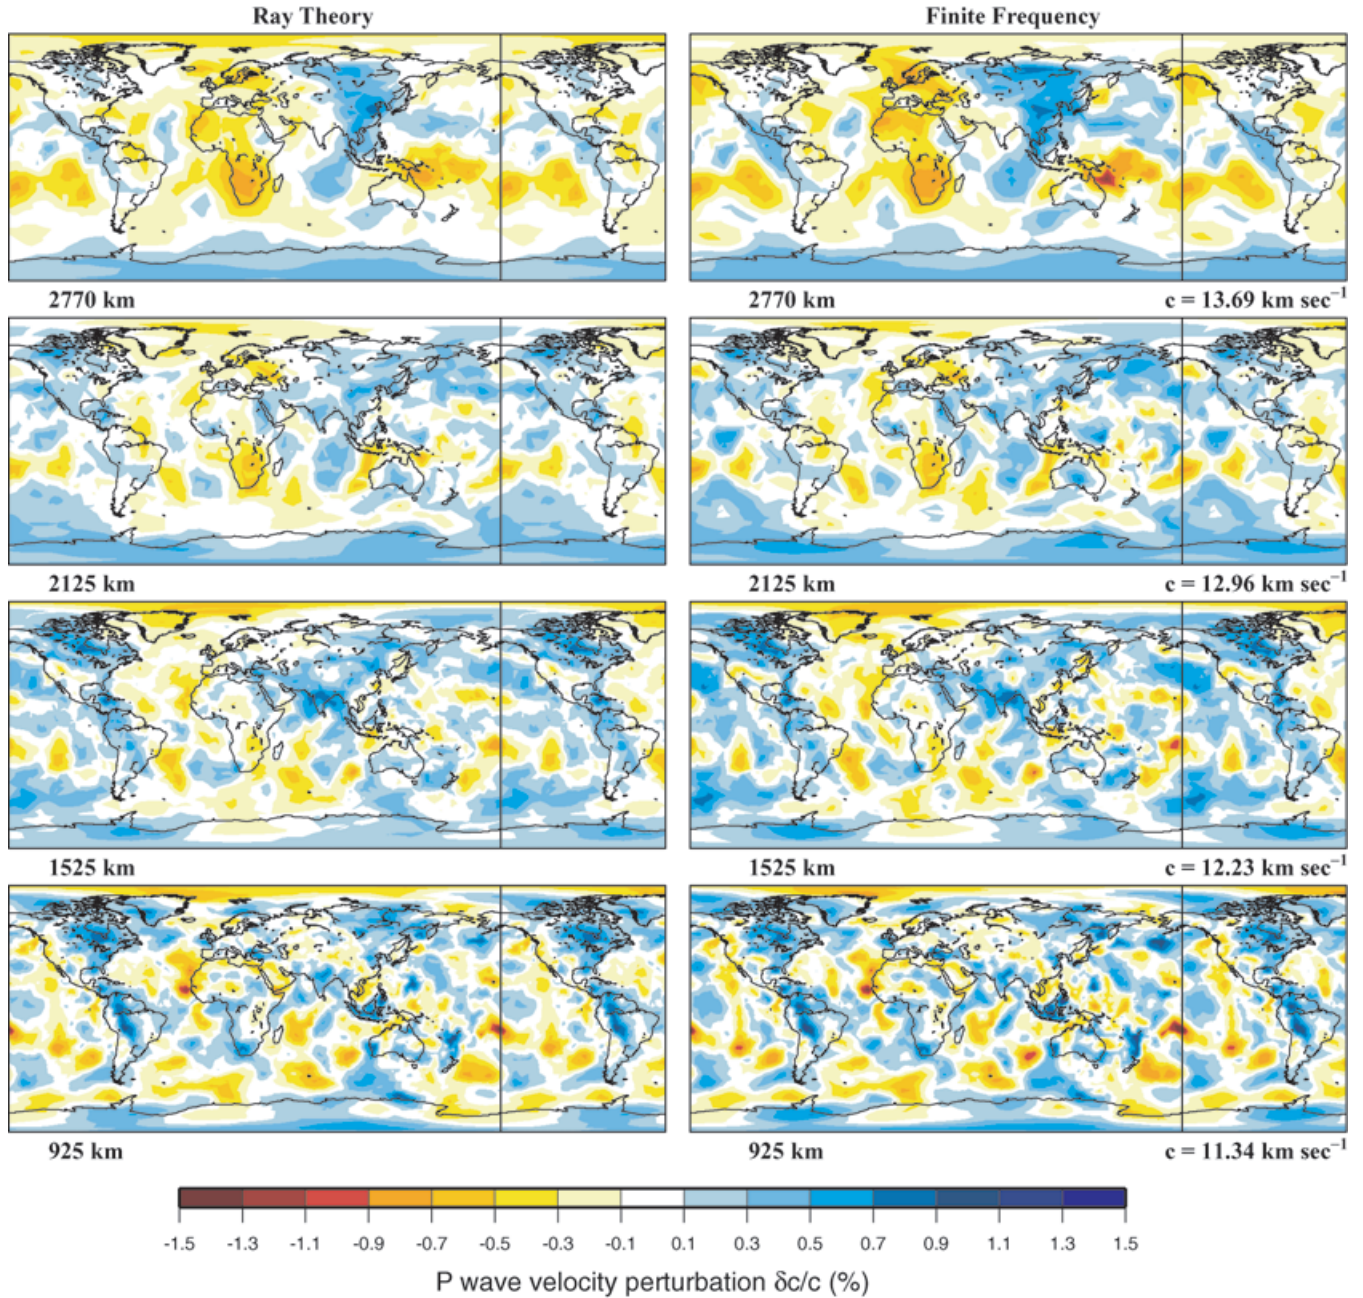 Ray Theory Finite Frequency
2770 km 2770 km c = 13.69 km sec⁻¹
2125 km 2125 km c = 12.96 km sec⁻¹
1525 km 1525 km c = 12.23 km sec⁻¹
925 km 925 km c = 11.34 km sec⁻¹
-1.5 -1.3 -1.1 -0.9 -0.7 -0.5 -0.3 -0.1 0.1 0.3 0.5 0.7 0.9 1.1 1.3 1.5
P wave velocity perturbation δc/c (%)